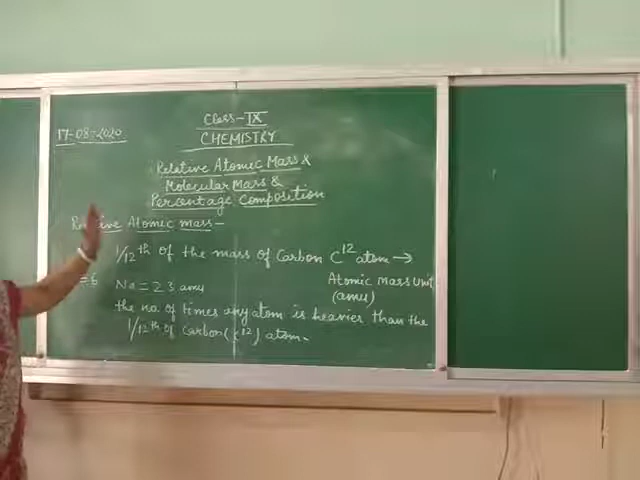 Class-IX
17-08-2020
CHEMISTRY
Relative Atomic Mass &
Molecular Mass &
Percentage Composition
Atomic mass-
1/12th of the mass of Carbon C12 atom →
Atomic Mass Unit
(amu)
Na = 23 amu
the no. of times any atom is heavier than the
1/12th of Carbon (C12) atom.